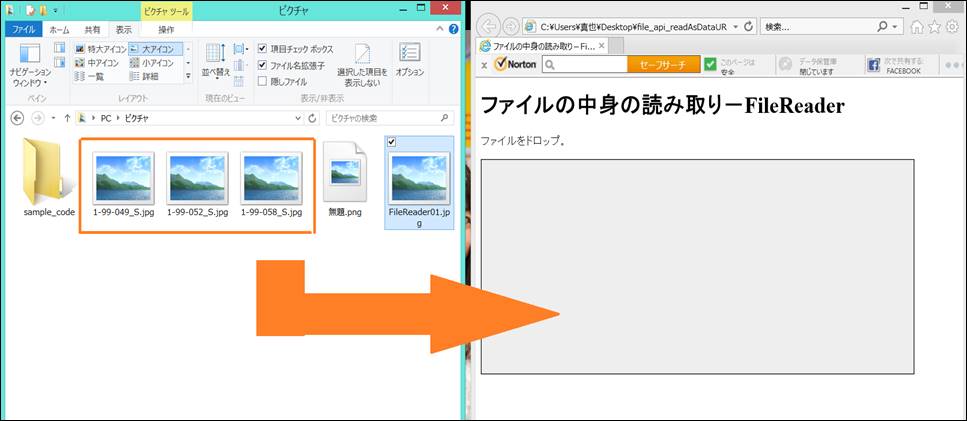 ピクチャ ツール
ピクチャ
ファイル
ホーム
共有
表示
操作
ナビゲーション
ウィンドウ
特大アイコン
大アイコン
中アイコン
小アイコン
一覧
詳細
並べ替え
項目チェック ボックス
ファイル名拡張子
隠しファイル
選択した項目を
表示しない
オプション
ペイン
レイアウト
現在のビュー
表示/非表示
PC
ピクチャ
ピクチャの検索
sample_code
1-99-049_S.jpg
1-99-052_S.jpg
1-99-058_S.jpg
無題.png
FileReader01.jp
g
C:¥Users¥真也¥Desktop¥file_api_readAsDataUR
検索...
ファイルの中身の読み取り－Fi...
x
Norton
セーフサーチ
このページは
安全
データ保管庫
閉じています
次で共有する:
FACEBOOK
ファイルの中身の読み取り－FileReader
ファイルをドロップ。